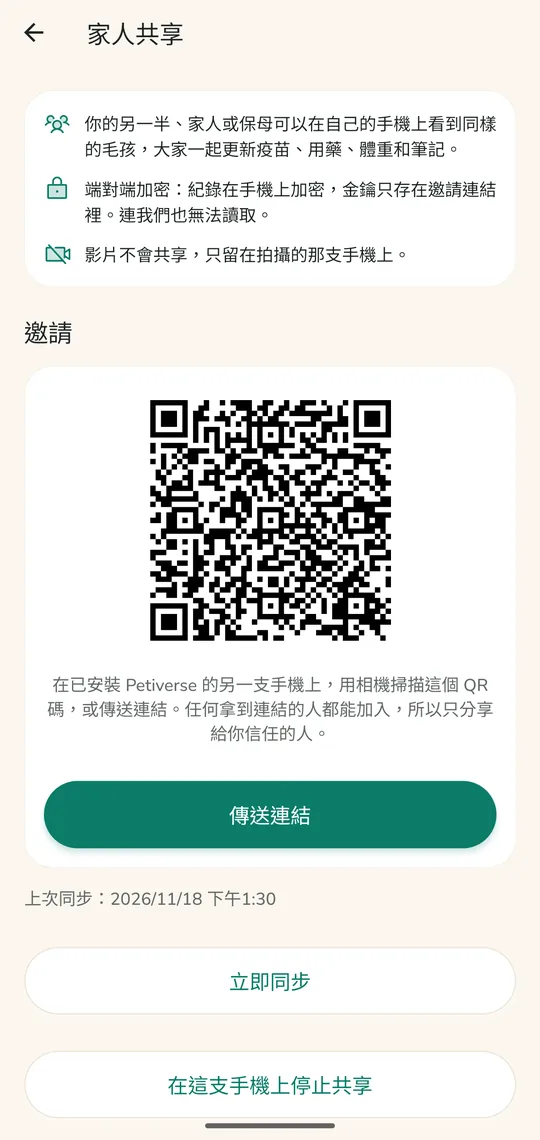 家人共享
你的另一半、家人或保母可以在自己的手機上看到同樣
的毛孩，大家一起更新疫苗、用藥、體重和筆記。
端對端加密：紀錄在手機上加密，金鑰只存在邀請連結
裡。連我們也無法讀取。
影片不會共享，只留在拍攝的那支手機上。
邀請
在已安裝 Petiverse 的另一支手機上，用相機掃描這個 QR
碼，或傳送連結。任何拿到連結的人都能加入，所以只分享
給你信任的人。
傳送連結
上次同步：2026/11/18 下午1:30
立即同步
在這支手機上停止共享